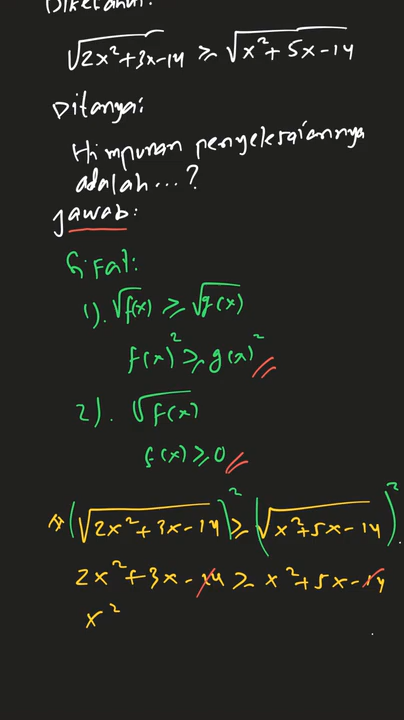 Diketahui:
√2x²+3x-14 ≥ √x²+5x-14
Ditanya:
Himpunan penyelesaiannya
adalah...?
Jawab:
Sifat:
1). √f(x) ≥ √g(x)
f(x)² ≥ g(x)²
2). √f(x)
f(x) ≥ 0
(√2x²+3x-14)² ≥ (√x²+5x-14)²
2x²+3x-14 ≥ x²+5x-14
x²